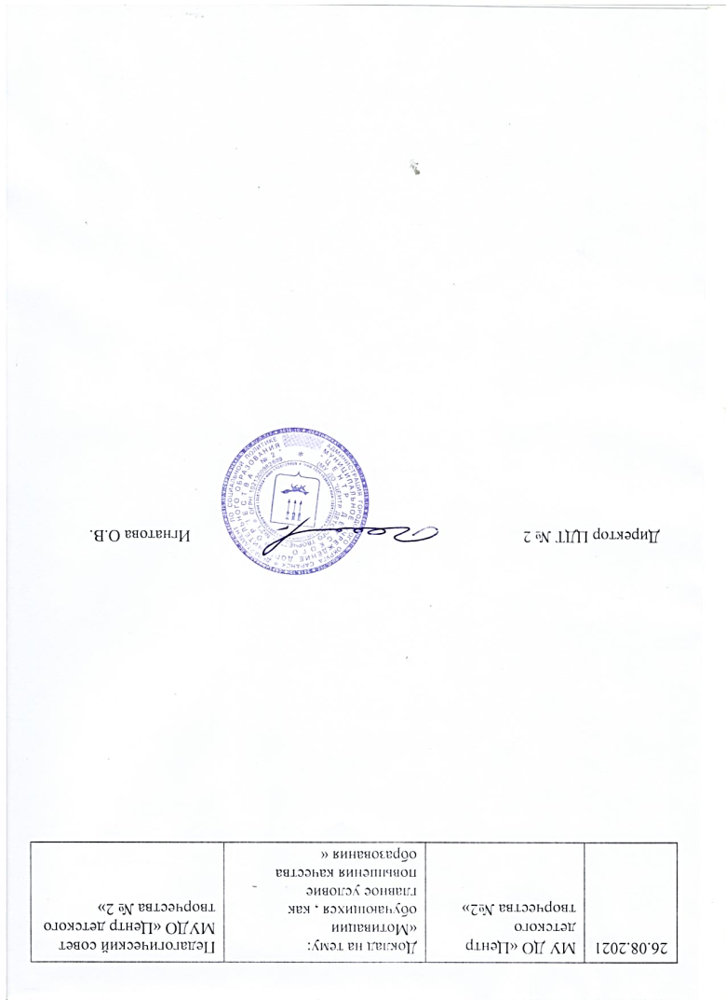 26.08.2021
МУ ДО «Центр
детского
творчества №2»
Доклад на тему:
«Мотивации
обучающихся , как
главное условие
повышения качества
образования «
Педагогический совет
МУДО «Центр детского
творчества № 2»
Директор ЦДТ № 2
Игнатова О.В.